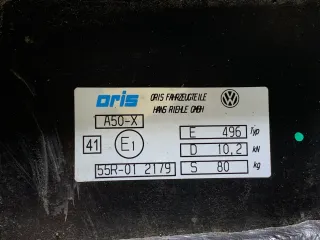 oris ORIS FAHRZEUGTEILE
HANS RIEHLE GMBH
A50-X
41 E1
55R-01 2179
E 496 Typ
D 10,2 kN
S 80 kg